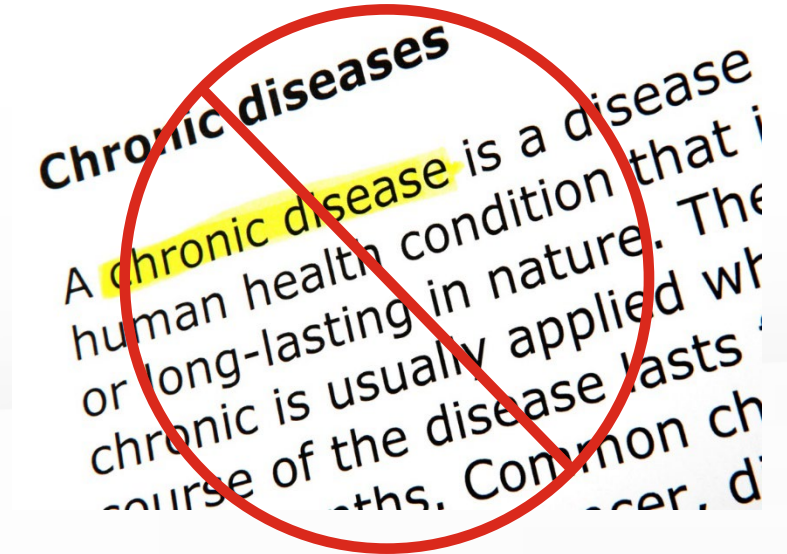 Chronic diseases
A chronic disease is a disease
human health condition that
or long-lasting in nature. The
chronic is usually applied
course of the disease lasts
Common